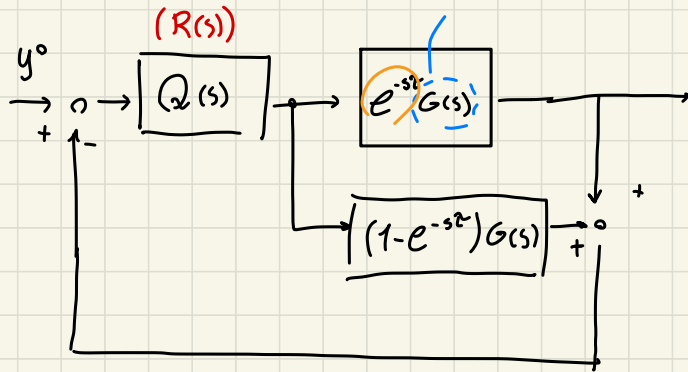 (R(s))
y°
Q(s)
e^-sτ G(s)
+
-
+
(1-e^-sτ)G(s)
+